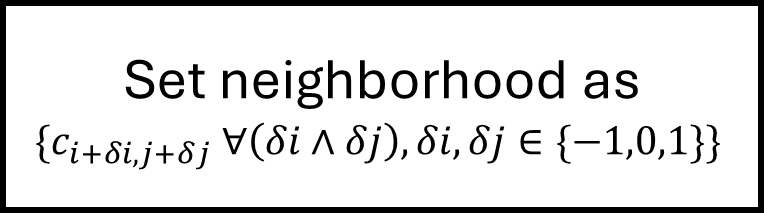 Set neighborhood as
{𝑐_{𝑖+𝛿𝑖,𝑗+𝛿𝑗} ∀(𝛿𝑖 ∧ 𝛿𝑗), 𝛿𝑖, 𝛿𝑗 ∈ {−1,0,1}}